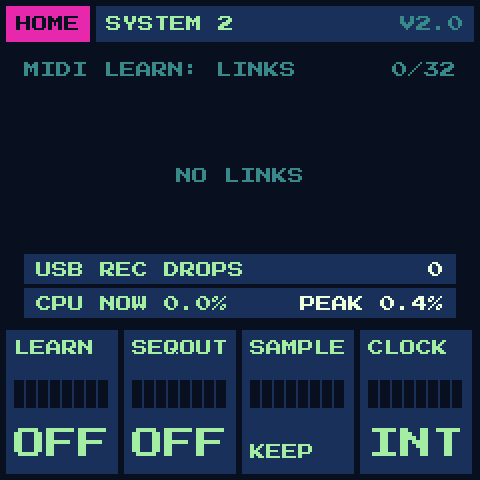 HOME SYSTEM 2 V2.0
MIDI LEARN: LINKS 0/32
NO LINKS
USB REC DROPS 0
CPU NOW 0.0% PEAK 0.4%
LEARN SEQOUT SAMPLE CLOCK
OFF OFF KEEP INT